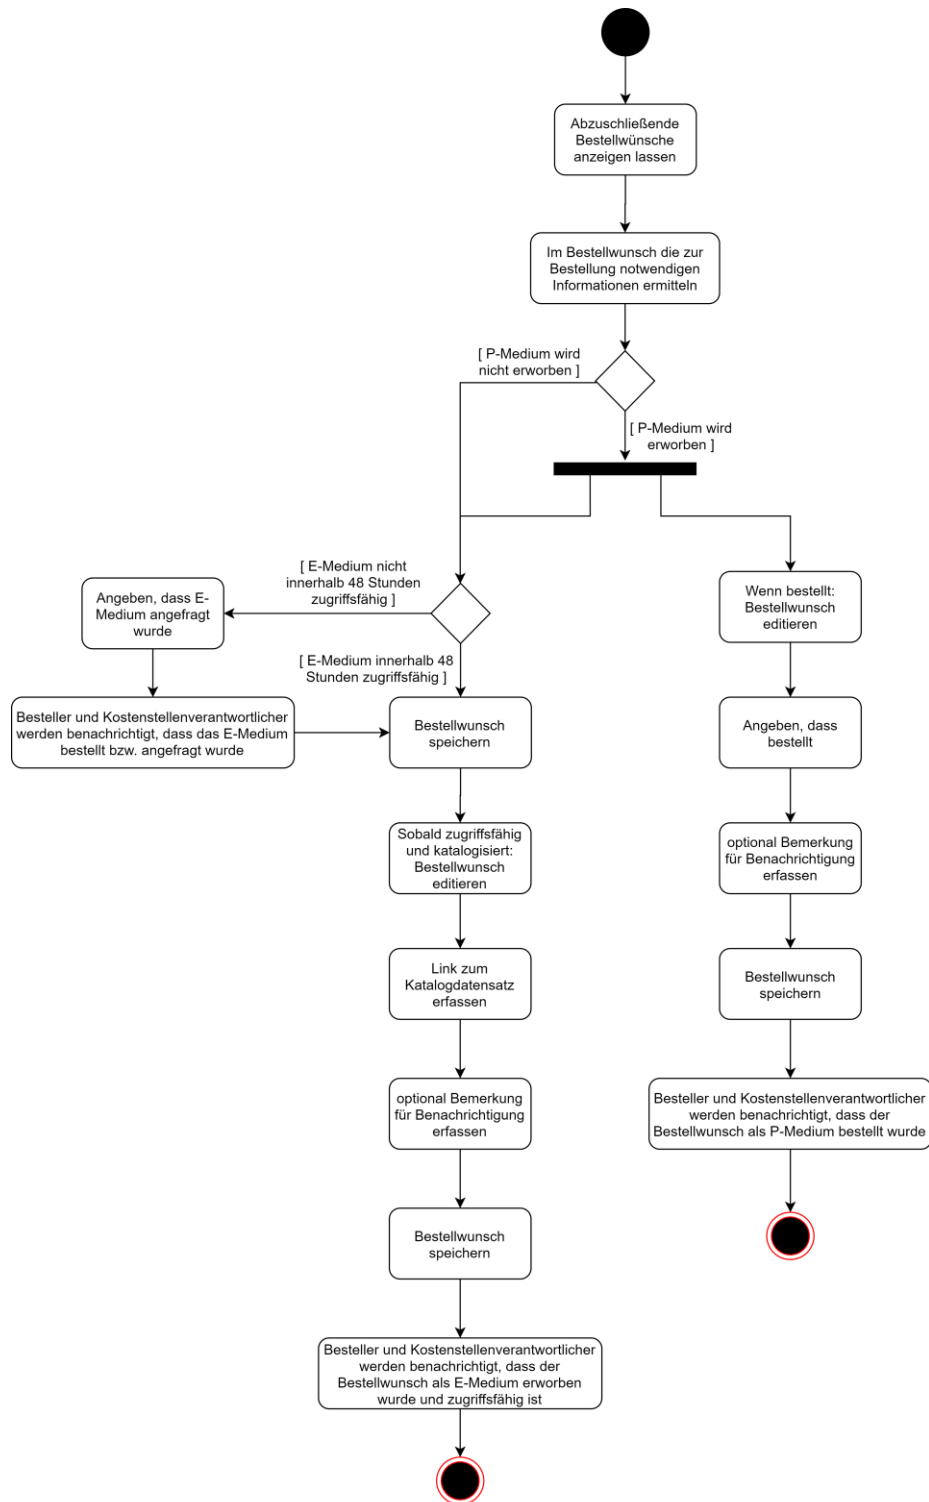 Abzuschließende
Bestellwünsche
anzeigen lassen
Im Bestellwunsch die zur
Bestellung notwendigen
Informationen ermitteln
[ P-Medium wird
nicht erworben ]
[ P-Medium wird
erworben ]
[ E-Medium nicht
innerhalb 48 Stunden
zugriffsfähig ]
Angeben, dass E-
Medium angefragt
wurde
[ E-Medium innerhalb 48
Stunden zugriffsfähig ]
Besteller und Kostenstellenverantwortlicher
werden benachrichtigt, dass das E-Medium
bestellt bzw. angefragt wurde
Bestellwunsch
speichern
Sobald zugriffsfähig
und katalogisiert:
Bestellwunsch
editieren
Link zum
Katalogdatensatz
erfassen
optional Bemerkung
für Benachrichtigung
erfassen
Bestellwunsch
speichern
Besteller und Kostenstellenverantwortlicher
werden benachrichtigt, dass der
Bestellwunsch als E-Medium erworben
wurde und zugriffsfähig ist
Wenn bestellt:
Bestellwunsch
editieren
Angeben, dass
bestellt
optional Bemerkung
für Benachrichtigung
erfassen
Bestellwunsch
speichern
Besteller und Kostenstellenverantwortlicher
werden benachrichtigt, dass der
Bestellwunsch als P-Medium bestellt wurde